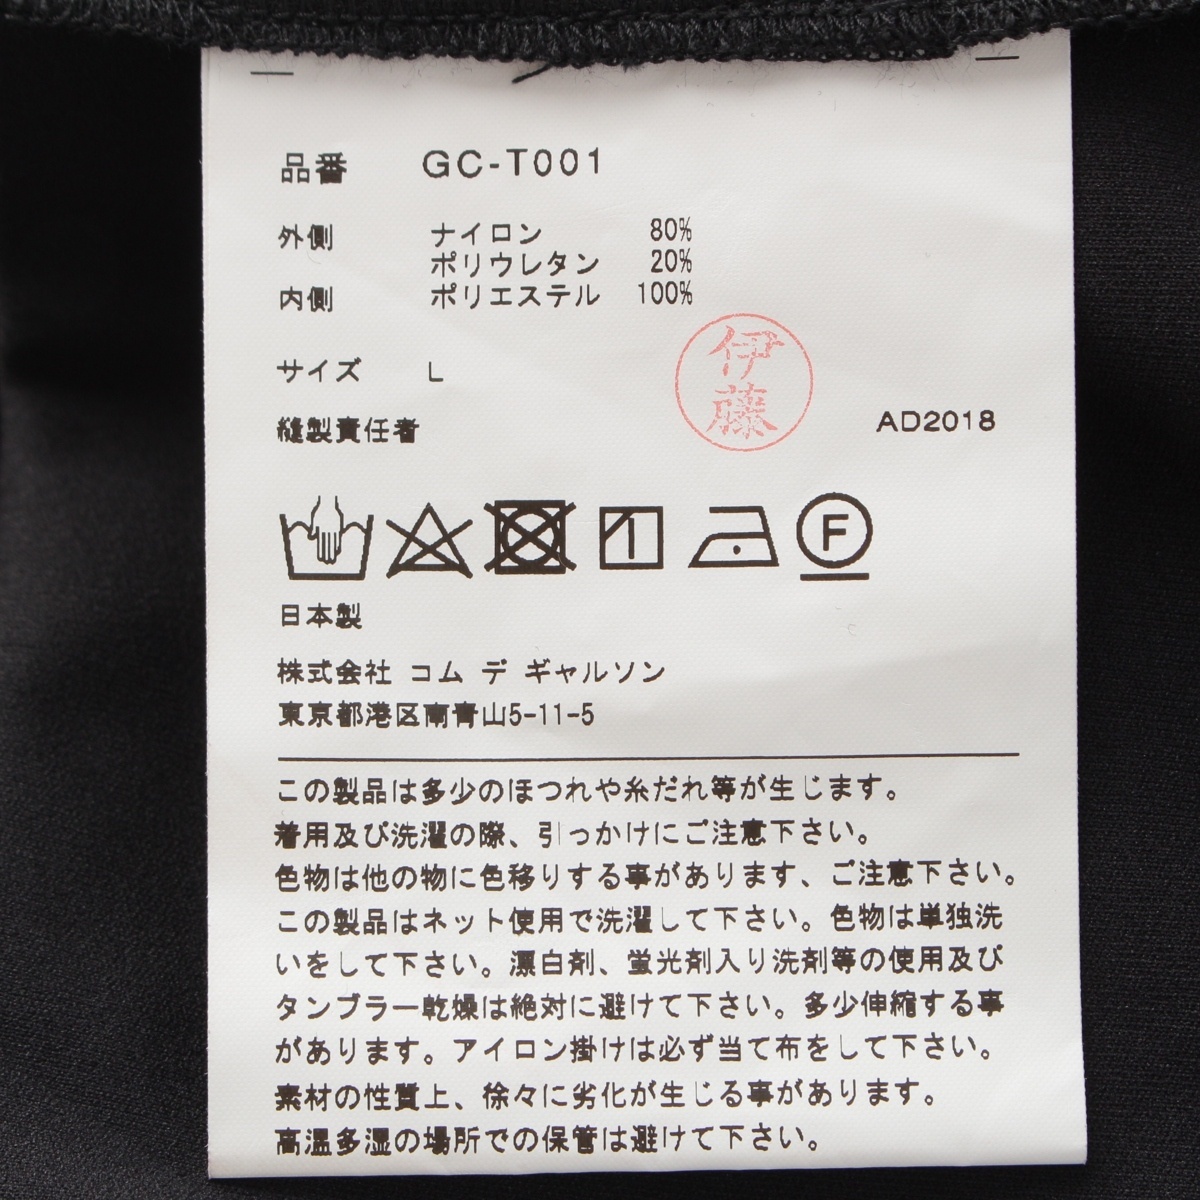 品番 GC-T001
外側 ナイロン 80%
ポリウレタン 20%
内側 ポリエステル 100%
サイズ L
縫製責任者 伊藤 AD2018
F
日本製
株式会社 コム デ ギャルソン
東京都港区南青山5-11-5
この製品は多少のほつれや糸だれ等が生じます。
着用及び洗濯の際、引っかけにご注意下さい。
色物は他の物に色移りする事があります、ご注意下さい。
この製品はネット使用で洗濯して下さい。色物は単独洗
いをして下さい。漂白剤、蛍光剤入り洗剤等の使用及び
タンブラー乾燥は絶対に避けて下さい。多少伸縮する事
があります。アイロン掛けは必ず当て布をして下さい。
素材の性質上、徐々に劣化が生じる事があります。
高温多湿の場所での保管は避けて下さい。